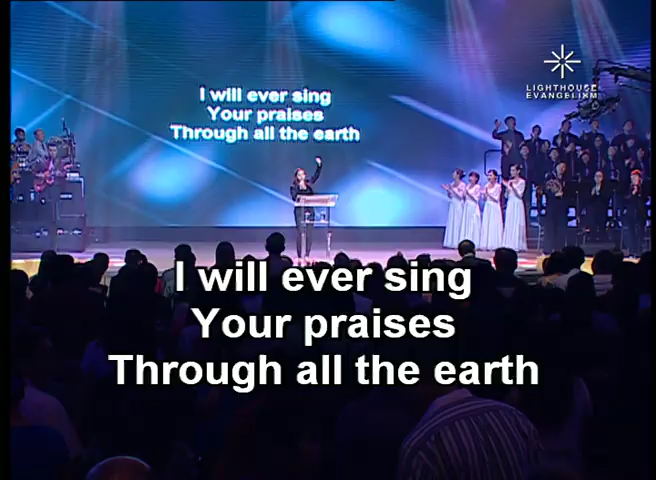 LIGHTHOUSE
EVANGELISM
I will ever sing
Your praises
Through all the earth
I will ever sing
Your praises
Through all the earth